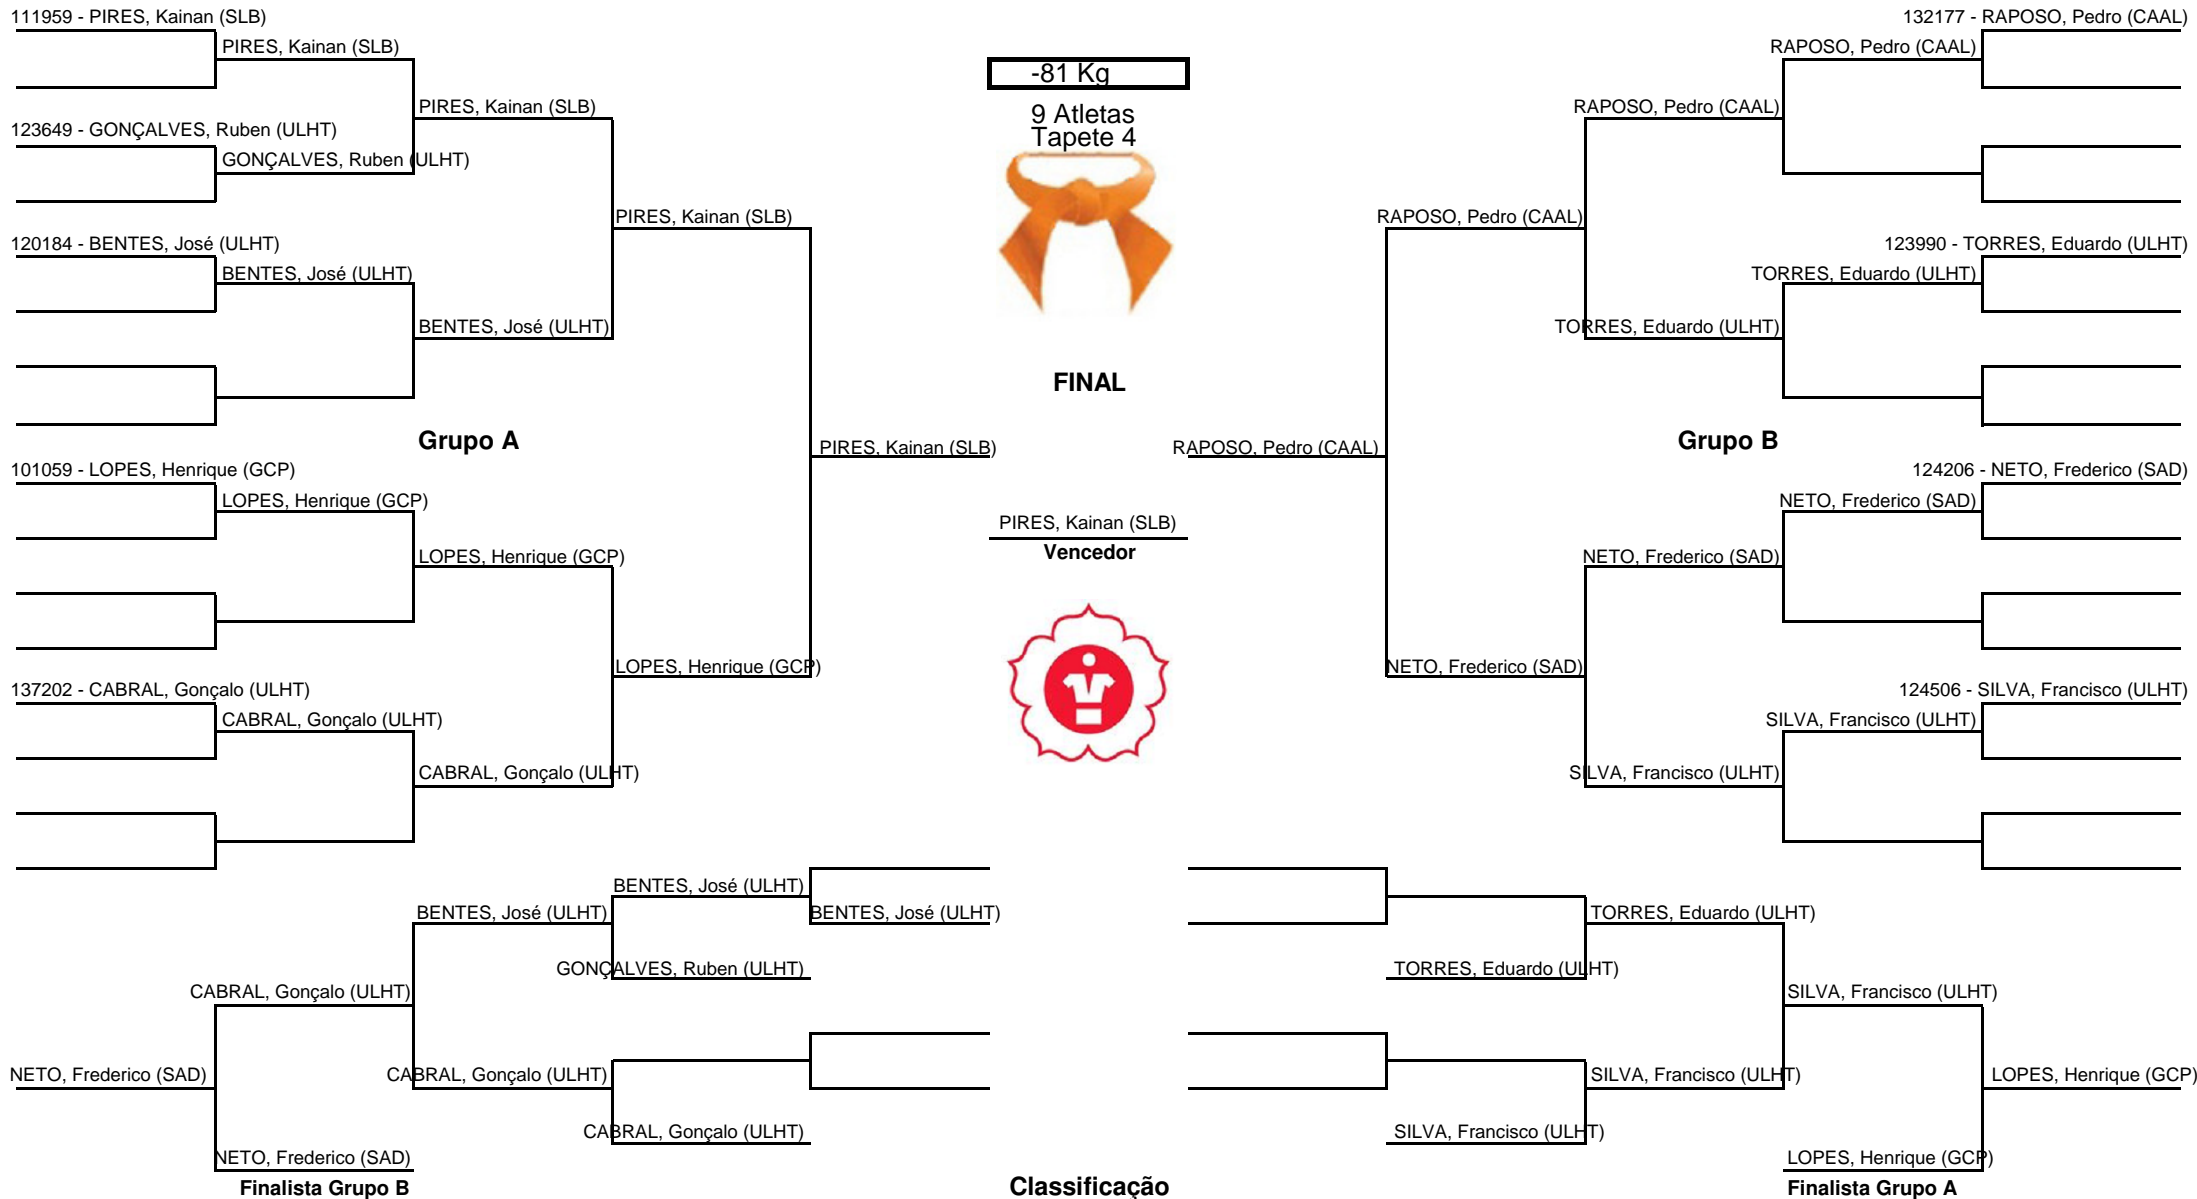 111959 - PIRES, Kainan (SLB)
132177 - RAPOSO, Pedro (CAAL)
PIRES, Kainan (SLB)
RAPOSO, Pedro (CAAL)
-81 Kg
PIRES, Kainan (SLB)
9 Atletas
RAPOSO, Pedro (CAAL)
123649 - GONÇALVES, Ruben (ULHT)
Tapete 4
GONÇALVES, Ruben (ULHT)
PIRES, Kainan (SLB)
RAPOSO, Pedro (CAAL)
120184 - BENTES, José (ULHT)
123990 - TORRES, Eduardo (ULHT)
BENTES, José (ULHT)
TORRES, Eduardo (ULHT)
BENTES, José (ULHT)
TORRES, Eduardo (ULHT)
FINAL
Grupo A
Grupo B
PIRES, Kainan (SLB)
RAPOSO, Pedro (CAAL)
101059 - LOPES, Henrique (GCP)
124206 - NETO, Frederico (SAD)
LOPES, Henrique (GCP)
NETO, Frederico (SAD)
PIRES, Kainan (SLB)
Vencedor
LOPES, Henrique (GCP)
NETO, Frederico (SAD)
LOPES, Henrique (GCP)
NETO, Frederico (SAD)
137202 - CABRAL, Gonçalo (ULHT)
124506 - SILVA, Francisco (ULHT)
CABRAL, Gonçalo (ULHT)
SILVA, Francisco (ULHT)
CABRAL, Gonçalo (ULHT)
SILVA, Francisco (ULHT)
BENTES, José (ULHT)
BENTES, José (ULHT)
BENTES, José (ULHT)
TORRES, Eduardo (ULHT)
GONÇALVES, Ruben (ULHT)
TORRES, Eduardo (ULHT)
CABRAL, Gonçalo (ULHT)
SILVA, Francisco (ULHT)
NETO, Frederico (SAD)
CABRAL, Gonçalo (ULHT)
SILVA, Francisco (ULHT)
LOPES, Henrique (GCP)
CABRAL, Gonçalo (ULHT)
SILVA, Francisco (ULHT)
NETO, Frederico (SAD)
LOPES, Henrique (GCP)
Finalista Grupo B
Classificação
Finalista Grupo A